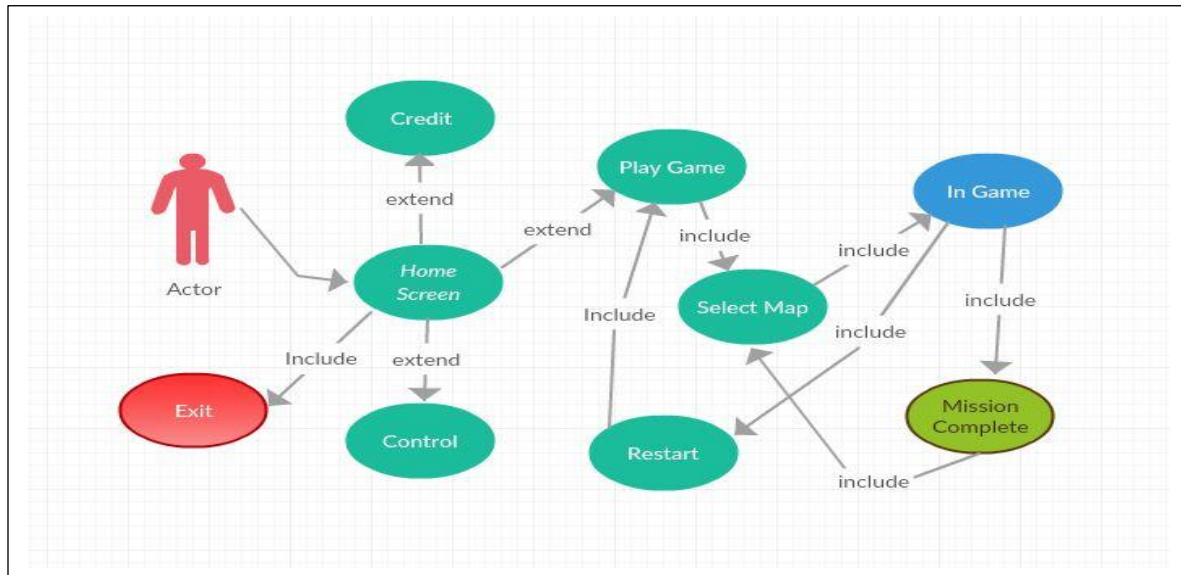 Credit
Play Game
In Game
extend
extend
include
include
Actor
Home
Screen
Select Map
include
Include
include
Include
extend
include
Exit
Mission
Complete
Control
Restart
include